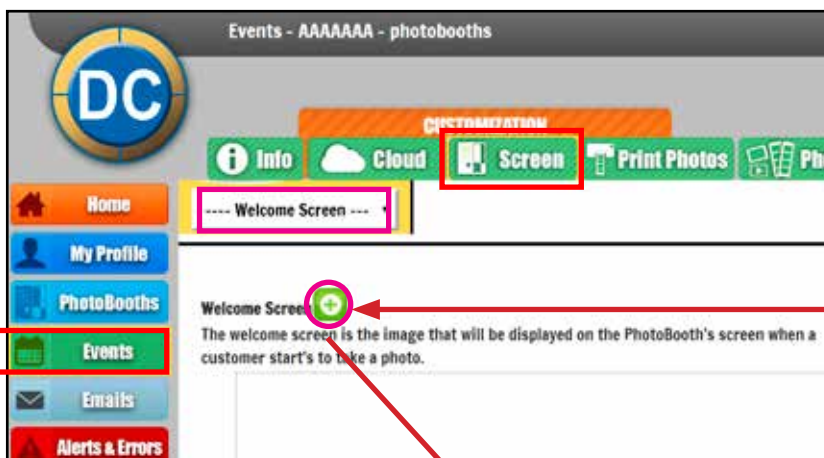 Events - AAAAAAA - photobooths
DC
CUSTOMIZATION
Info
Cloud
Screen
Print Photos
Home
---- Welcome Screen ---
My Profile
PhotoBooths
Welcome Screen
The welcome screen is the image that will be displayed on the PhotoBooth's screen when a
customer start's to take a photo.
Events
Emails
Alerts & Errors